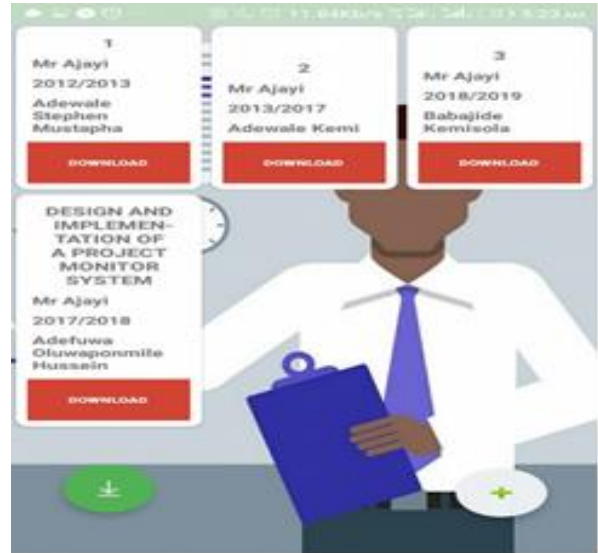 1
Mr Ajayi
2012/2013
Adewale
Stephen
Mustapha
DOWNLOAD
2
Mr Ajayi
2013/2017
Adewale Kemi
DOWNLOAD
3
Mr Ajayi
2018/2019
Babajide
Kemisola
DOWNLOAD
DESIGN AND
IMPLEMEN-
TATION OF
A PROJECT
MONITOR
SYSTEM
Mr Ajayi
2017/2018
Adefuwa
Oluwaponmile
Hussein
DOWNLOAD